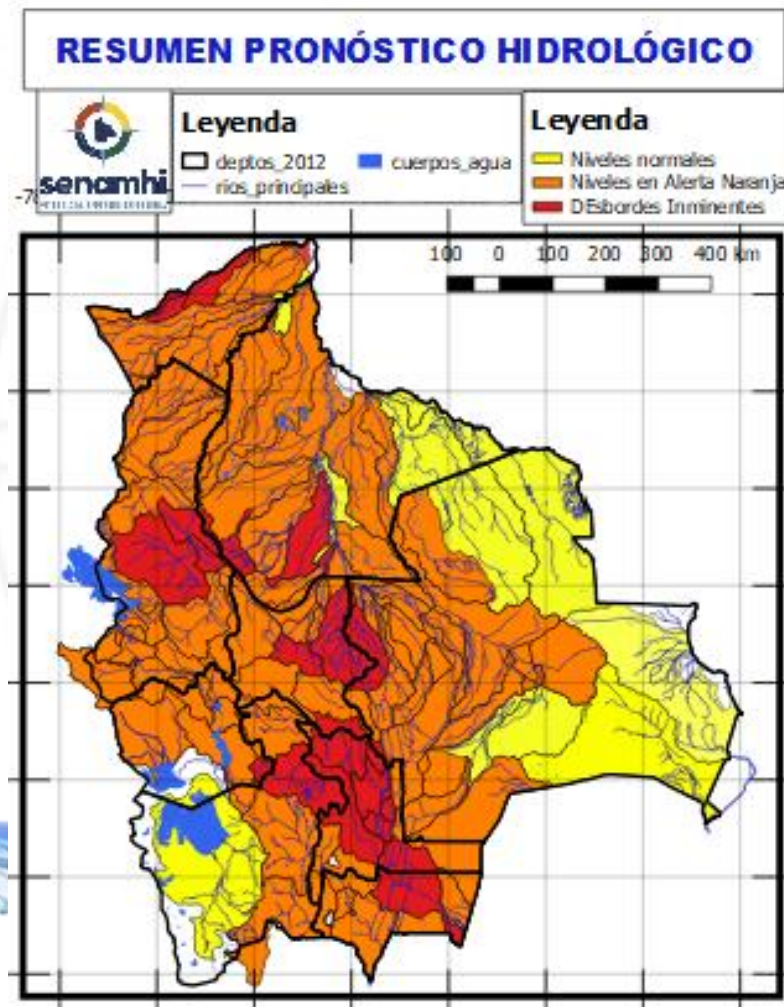 RESUMEN PRONÓSTICO HIDROLÓGICO
senamhi
Leyenda
deptos_2012 cuerpos_agua
rios_principales
Leyenda
Niveles normales
Niveles en Alerta Naranja
DEsbordes Inminentes
100 0 100 200 300 400 km